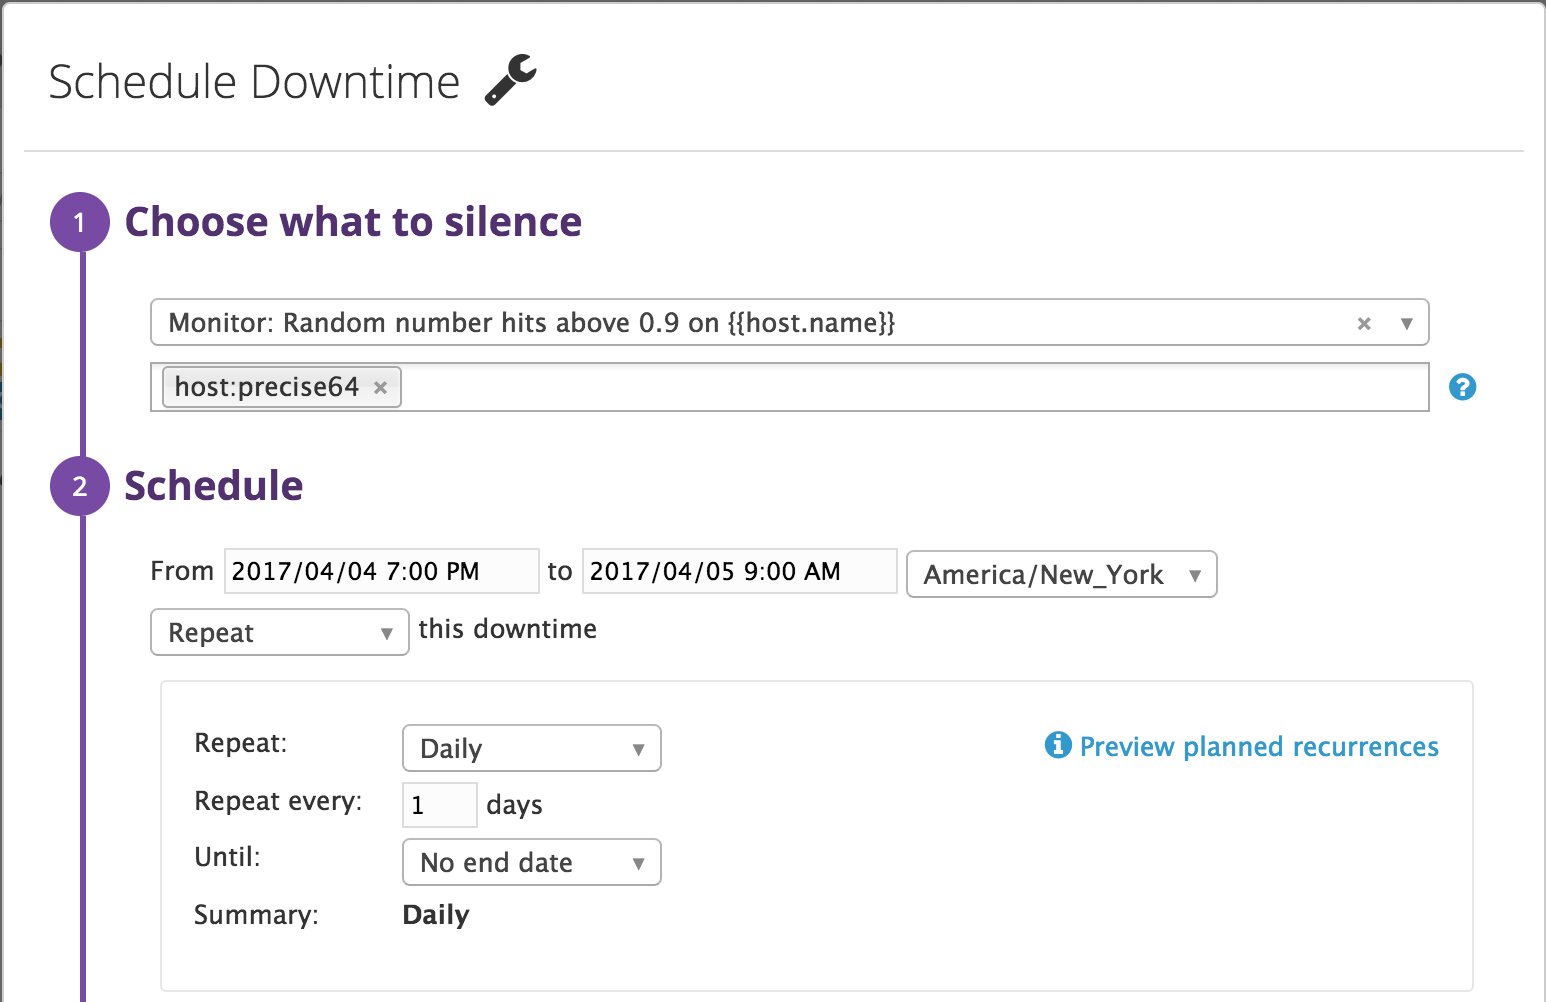 Schedule Downtime
1 Choose what to silence
Monitor: Random number hits above 0.9 on {{host.name}} × ▼
host:precise64 × ?
2 Schedule
From 2017/04/04 7:00 PM to 2017/04/05 9:00 AM America/New_York ▼
Repeat ▼ this downtime
Repeat: Daily ▼ i Preview planned recurrences
Repeat every: 1 days
Until: No end date ▼
Summary: Daily